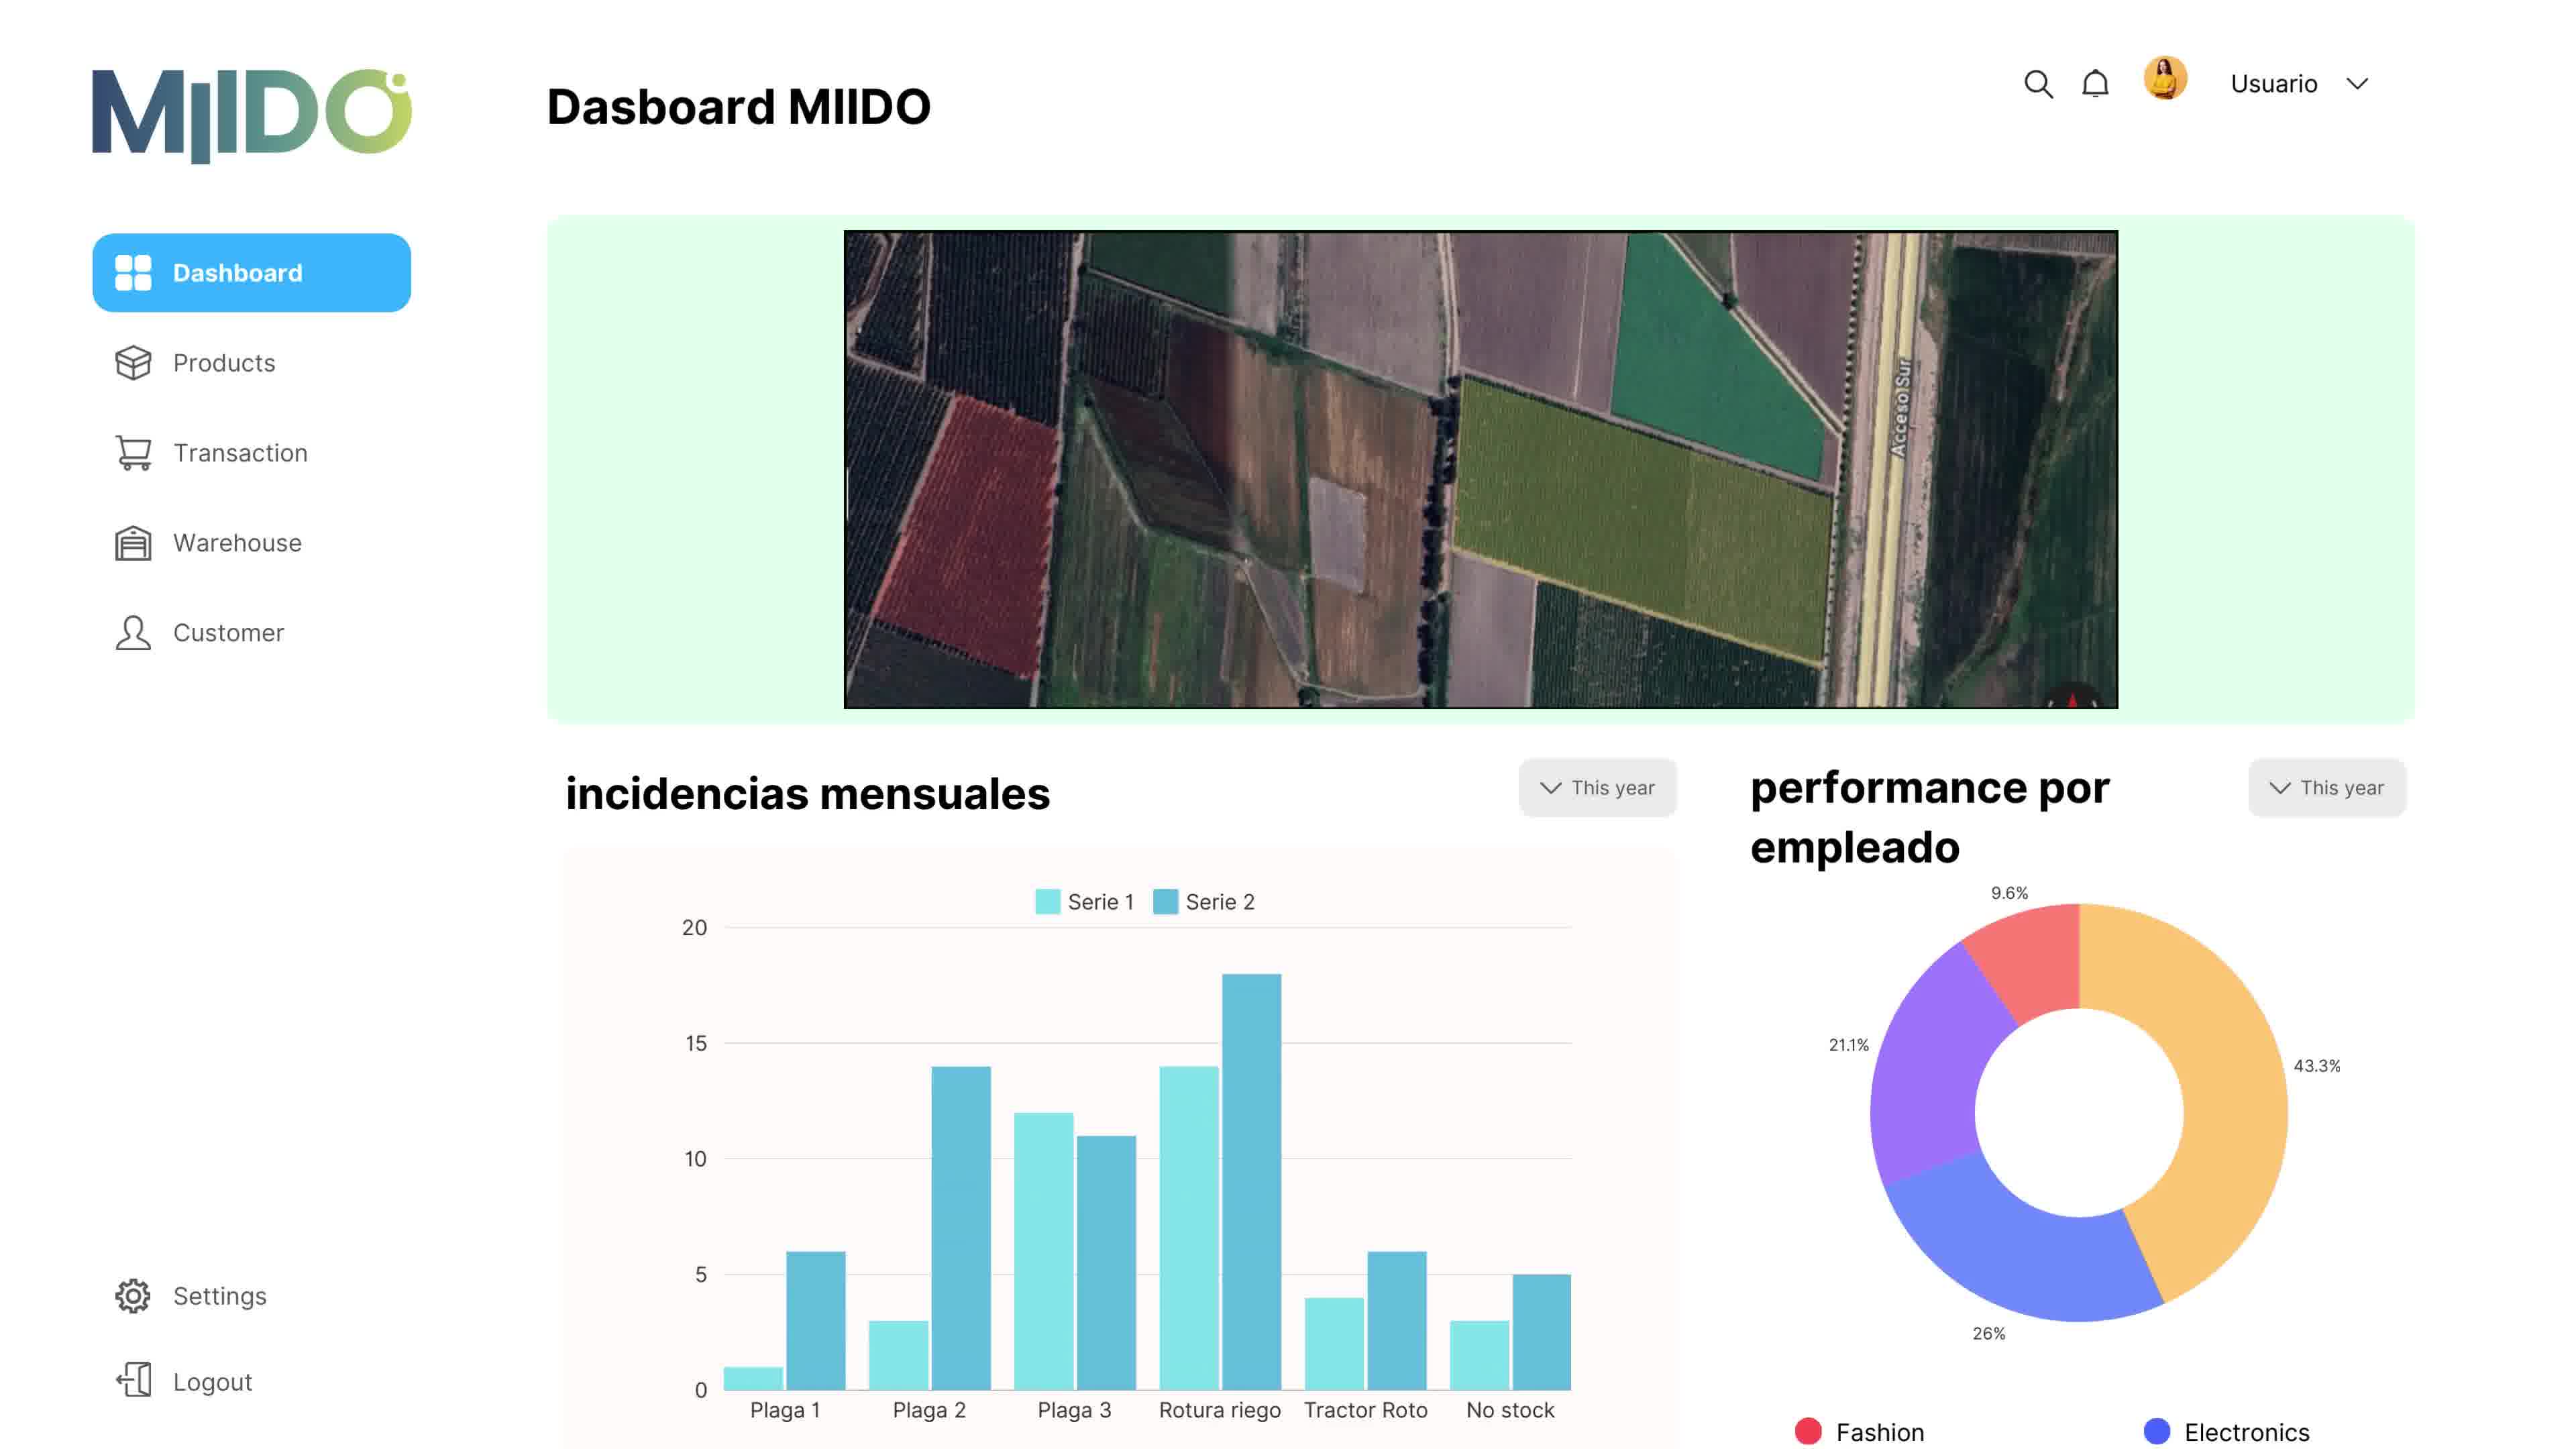 MIIDO
Dasboard MIIDO
Usuario
Dashboard
Products
Transaction
Warehouse
Customer
Settings
Logout
Acceso Sur
incidencias mensuales
This year
Serie 1 Serie 2
20
15
10
5
0
Plaga 1 Plaga 2 Plaga 3 Rotura riego Tractor Roto No stock
performance por
empleado
This year
9.6%
21.1%
43.3%
26%
Fashion Electronics